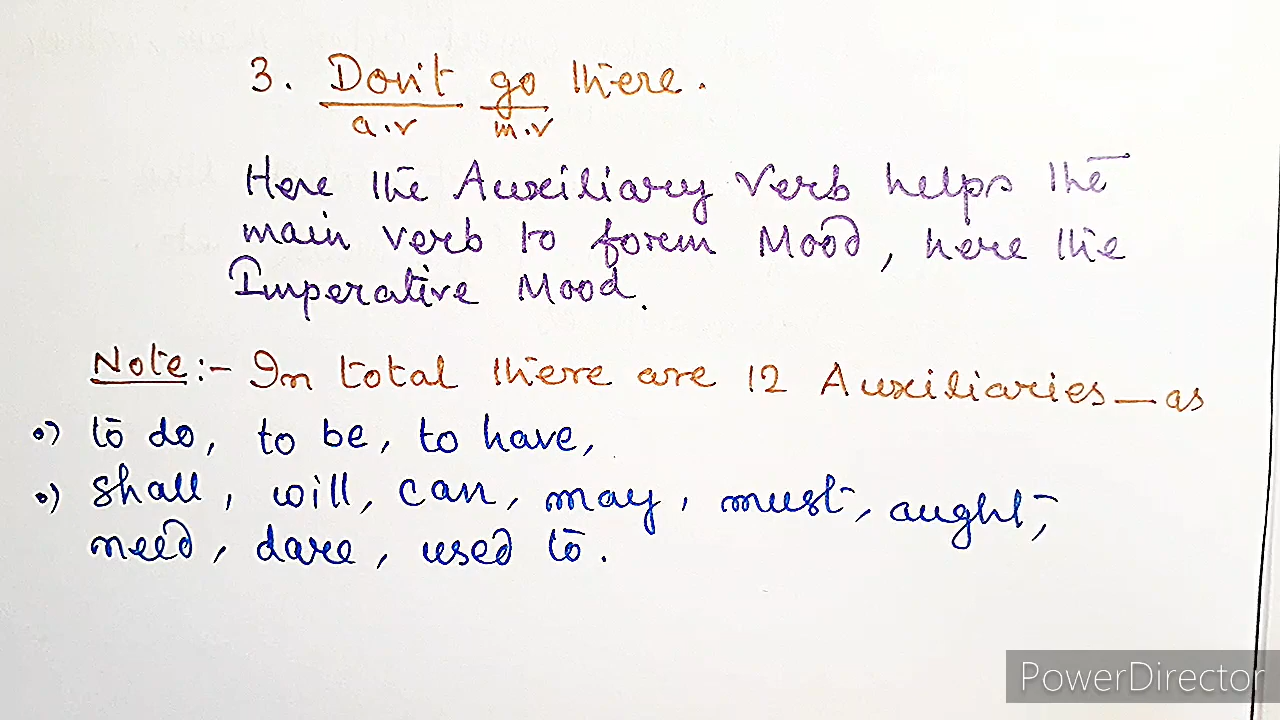 3. Don't go there.
a.v m.v
Here the Auxiliary Verb helps the
main verb to form Mood, here the
Imperative Mood.
Note:- In total there are 12 Auxiliaries — as
•) to do, to be, to have,
•) shall, will, can, may, must, aught,
need, dare, used to.
PowerDirector